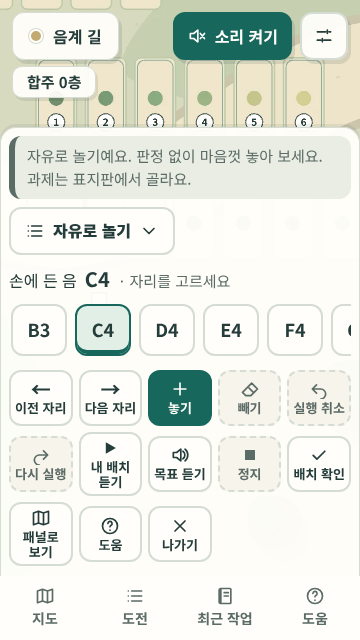 음계 길
소리 켜기
합주 0층
1 2 3 4 5 6
자유로 놀기예요. 판정 없이 마음껏 놓아 보세요.
과제는 표지판에서 골라요.
자유로 놀기
손에 든 음 C4 · 자리를 고르세요
B3 C4 D4 E4 F4
이전 자리 다음 자리 놓기 빼기 실행 취소
다시 실행 내 배치 듣기 목표 듣기 정지 배치 확인
패널로 보기 도움 나가기
지도 도전 최근 작업 도움